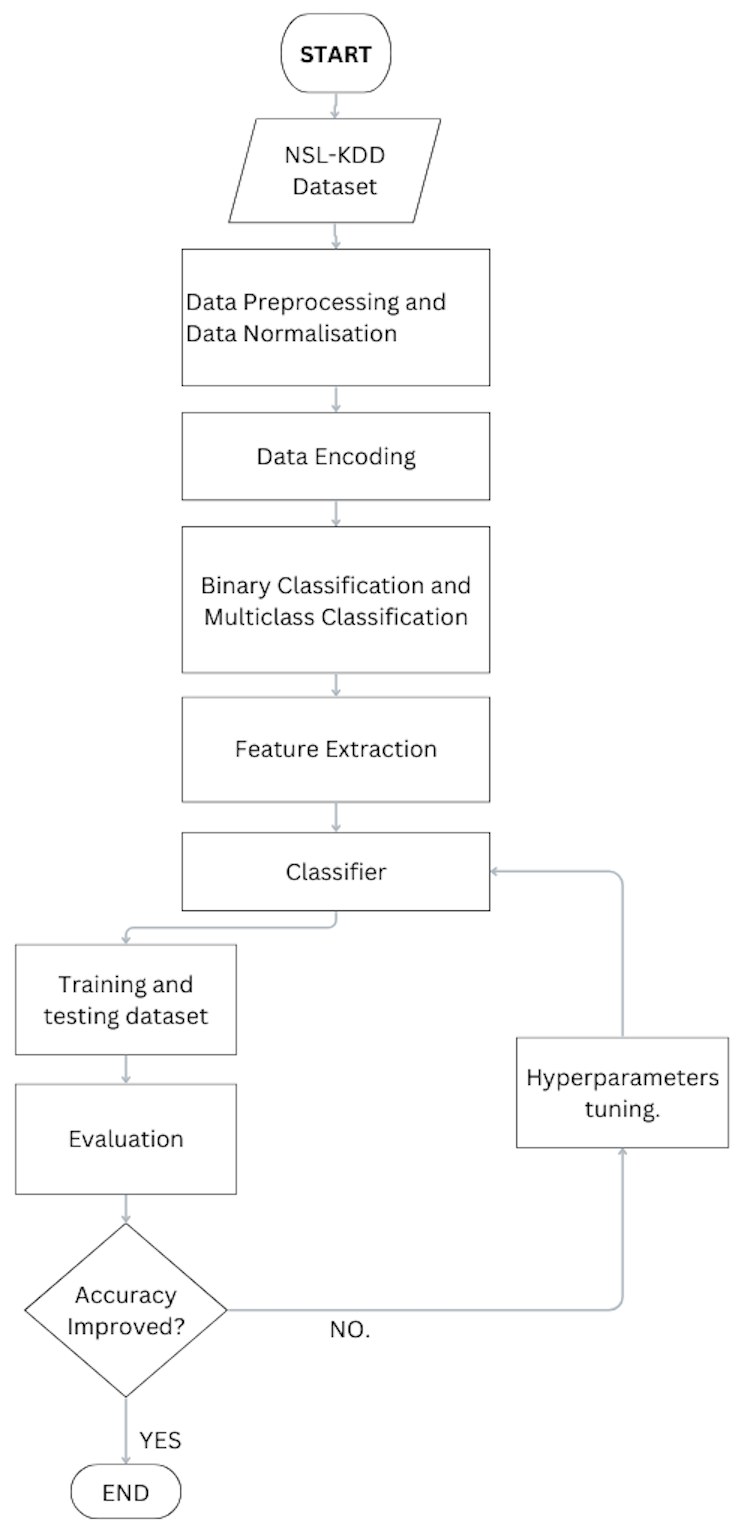 START
NSL-KDD
Dataset
Data Preprocessing and
Data Normalisation
Data Encoding
Binary Classification and
Multiclass Classification
Feature Extraction
Classifier
Training and
testing dataset
Hyperparameters
tuning.
Evaluation
Accuracy
Improved?
NO.
YES
END